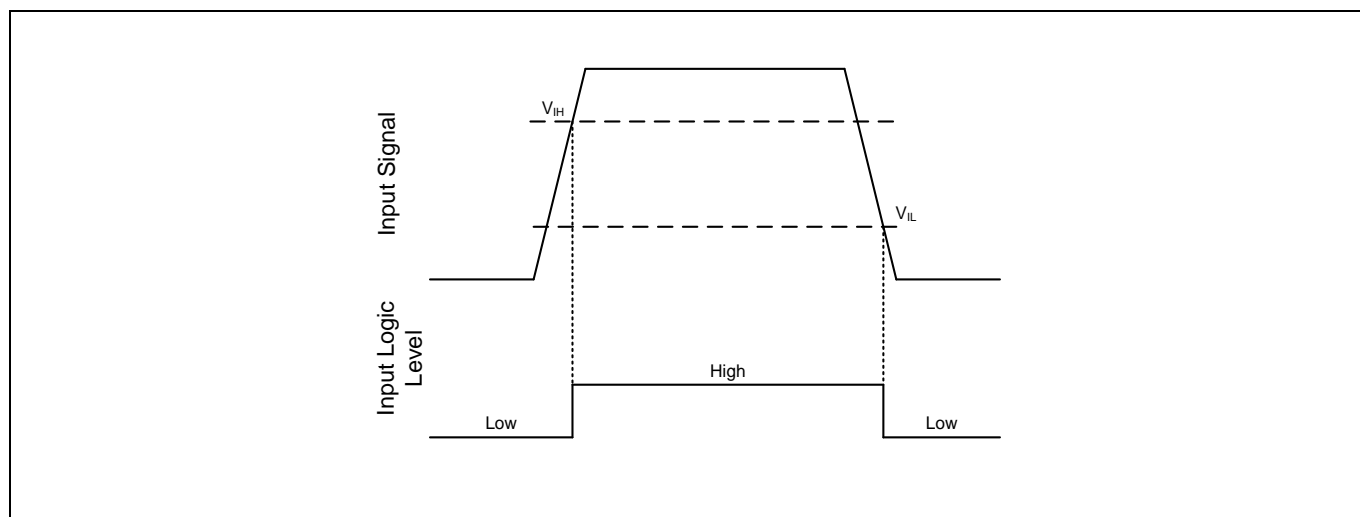 V_IH
Input Signal
V_IL
Input Logic
Level
High
Low
Low